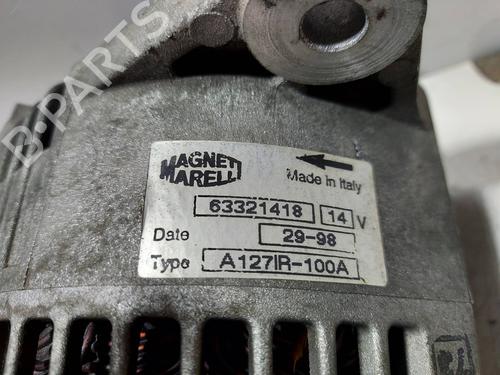 B-PARTS
MAGNETI
MARELLI
Made in Italy
63321418 14 V
Date 29-98
Type A127IR-100A